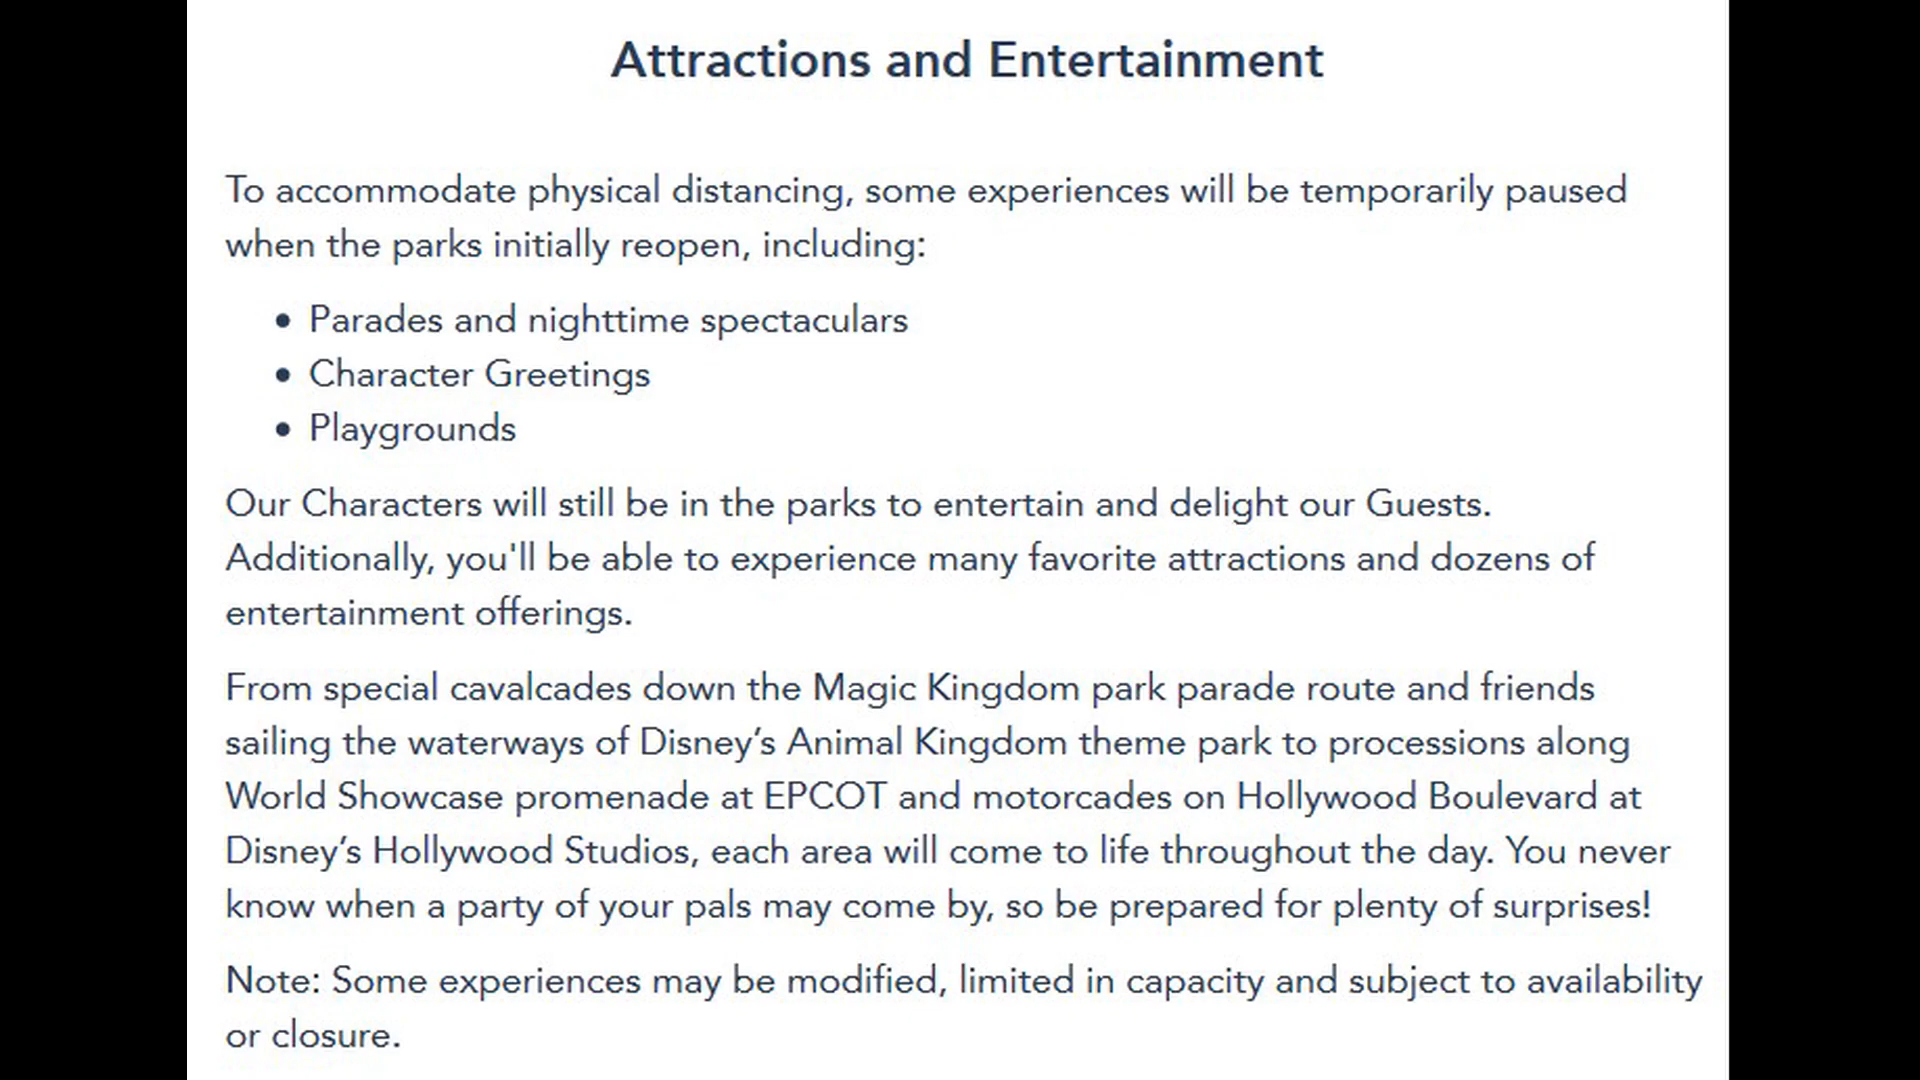 Attractions and Entertainment
To accommodate physical distancing, some experiences will be temporarily paused
when the parks initially reopen, including:
• Parades and nighttime spectaculars
• Character Greetings
• Playgrounds
Our Characters will still be in the parks to entertain and delight our Guests.
Additionally, you'll be able to experience many favorite attractions and dozens of
entertainment offerings.
From special cavalcades down the Magic Kingdom park parade route and friends
sailing the waterways of Disney’s Animal Kingdom theme park to processions along
World Showcase promenade at EPCOT and motorcades on Hollywood Boulevard at
Disney’s Hollywood Studios, each area will come to life throughout the day. You never
know when a party of your pals may come by, so be prepared for plenty of surprises!
Note: Some experiences may be modified, limited in capacity and subject to availability
or closure.